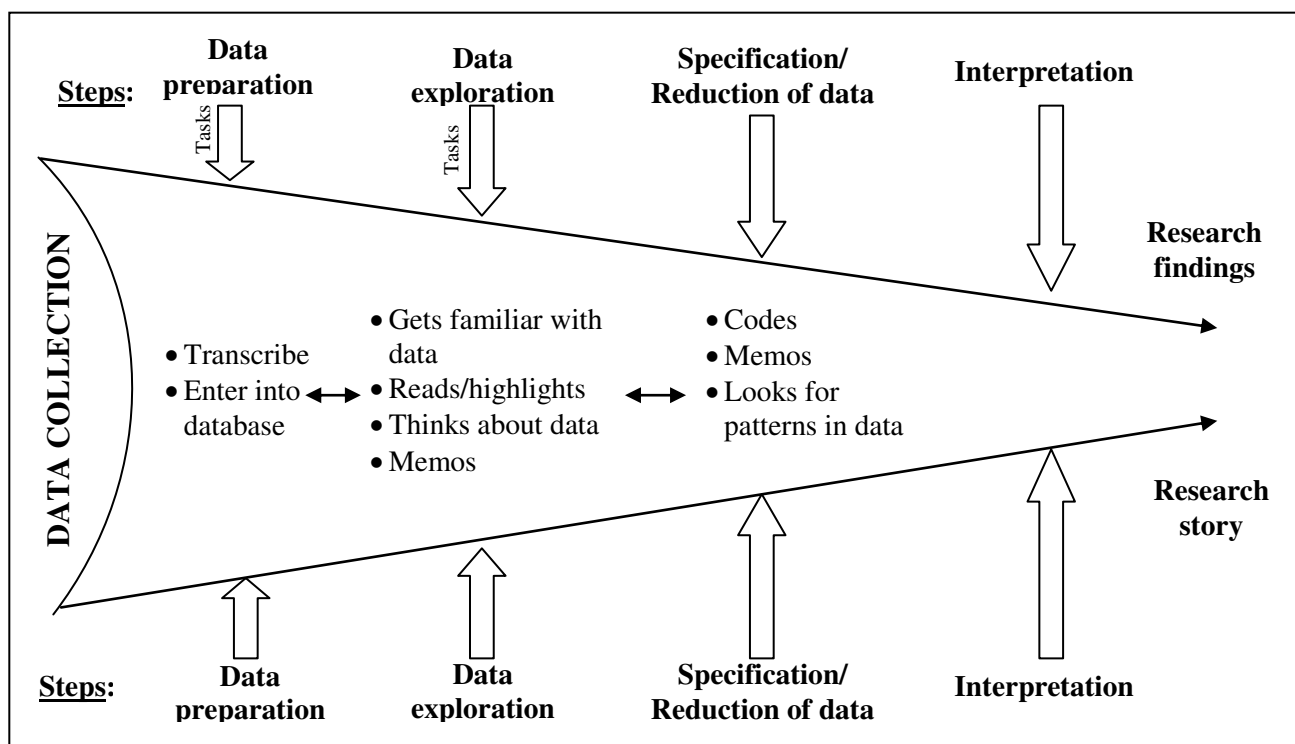 Steps:
Data
preparation
Data
exploration
Specification/
Reduction of data
Interpretation
Tasks
Tasks
DATA COLLECTION
• Transcribe
• Enter into
database
• Gets familiar with
data
• Reads/highlights
• Thinks about data
• Memos
• Codes
• Memos
• Looks for
patterns in data
Research
findings
Research
story
Steps:
Data
preparation
Data
exploration
Specification/
Reduction of data
Interpretation